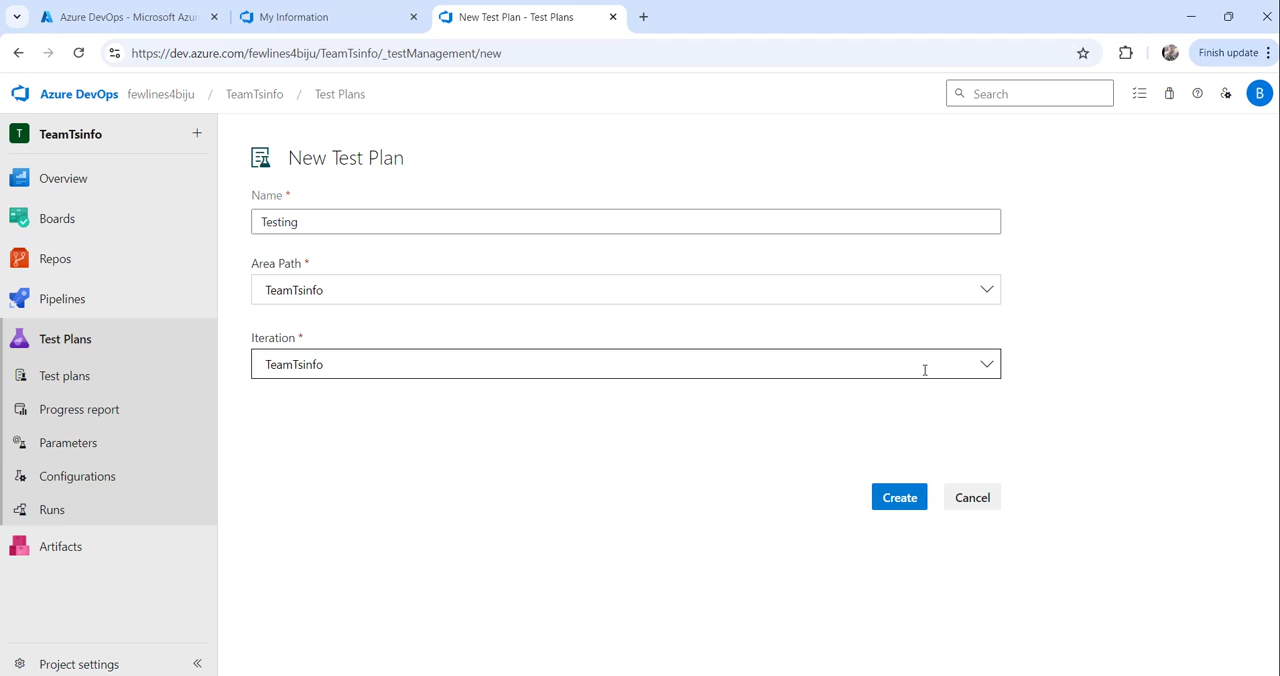 Azure DevOps - Microsoft Azur
My Information
New Test Plan - Test Plans
https://dev.azure.com/fewlines4biju/TeamTsinfo/_testManagement/new
Finish update
Azure DevOps fewlines4biju / TeamTsinfo / Test Plans
Search
B
T TeamTsinfo
Overview
Boards
Repos
Pipelines
Test Plans
Test plans
Progress report
Parameters
Configurations
Runs
Artifacts
Project settings
New Test Plan
Name *
Testing
Area Path *
TeamTsinfo
Iteration *
TeamTsinfo
Create
Cancel